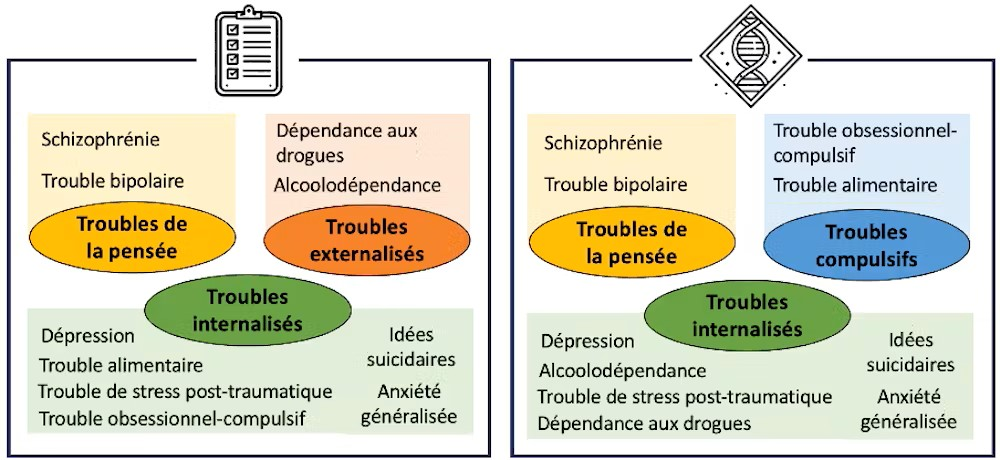 Schizophrénie
Trouble bipolaire
Troubles de
la pensée
Dépendance aux
drogues
Alcoolodépendance
Troubles
externalisés
Troubles
internalisés
Dépression
Trouble alimentaire
Trouble de stress post-traumatique
Trouble obsessionnel-compulsif
Idées
suicidaires
Anxiété
généralisée
Schizophrénie
Trouble bipolaire
Troubles de
la pensée
Trouble obsessionnel-
compulsif
Trouble alimentaire
Troubles
compulsifs
Troubles
internalisés
Dépression
Alcoolodépendance
Trouble de stress post-traumatique
Dépendance aux drogues
Idées
suicidaires
Anxiété
généralisée